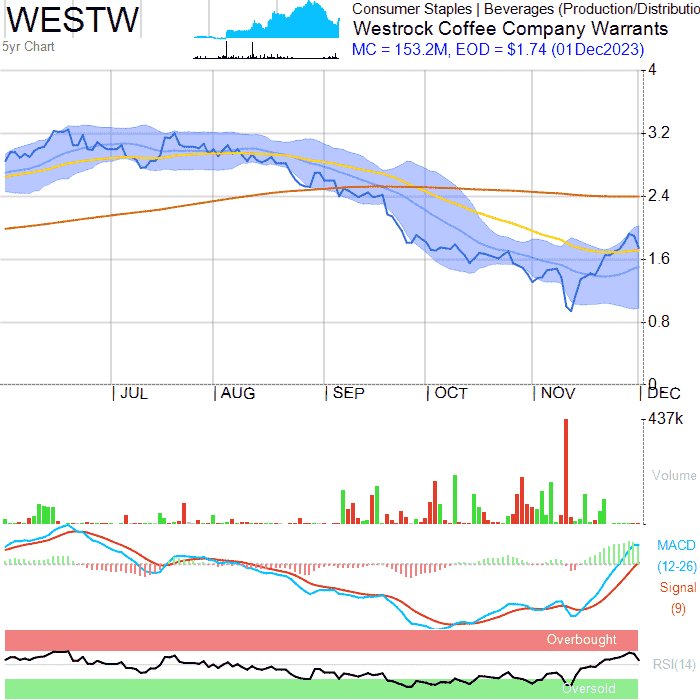 WESTW
5yr Chart
Consumer Staples | Beverages (Production/Distributio
Westrock Coffee Company Warrants
MC = 153.2M, EOD = $1.74 (01Dec2023)
4
3.2
2.4
1.6
0.8
0
JUL AUG SEP OCT NOV DEC
437k
Volume
MACD
(12-26)
Signal
(9)
Overbought
RSI(14)
Oversold